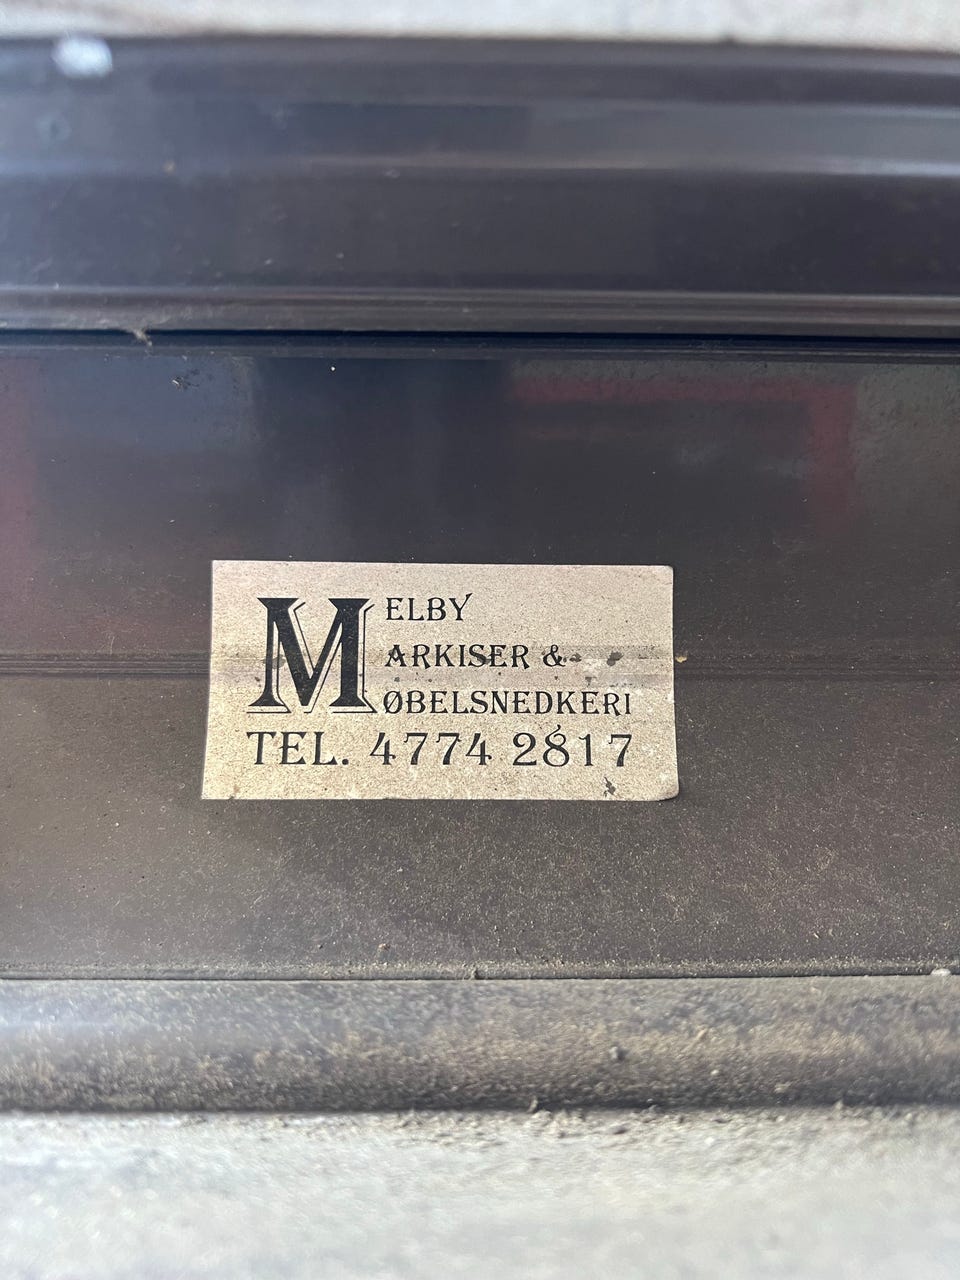 MELBY
MARKISER &
MØBELSNEDKERI
TEL. 4774 2817